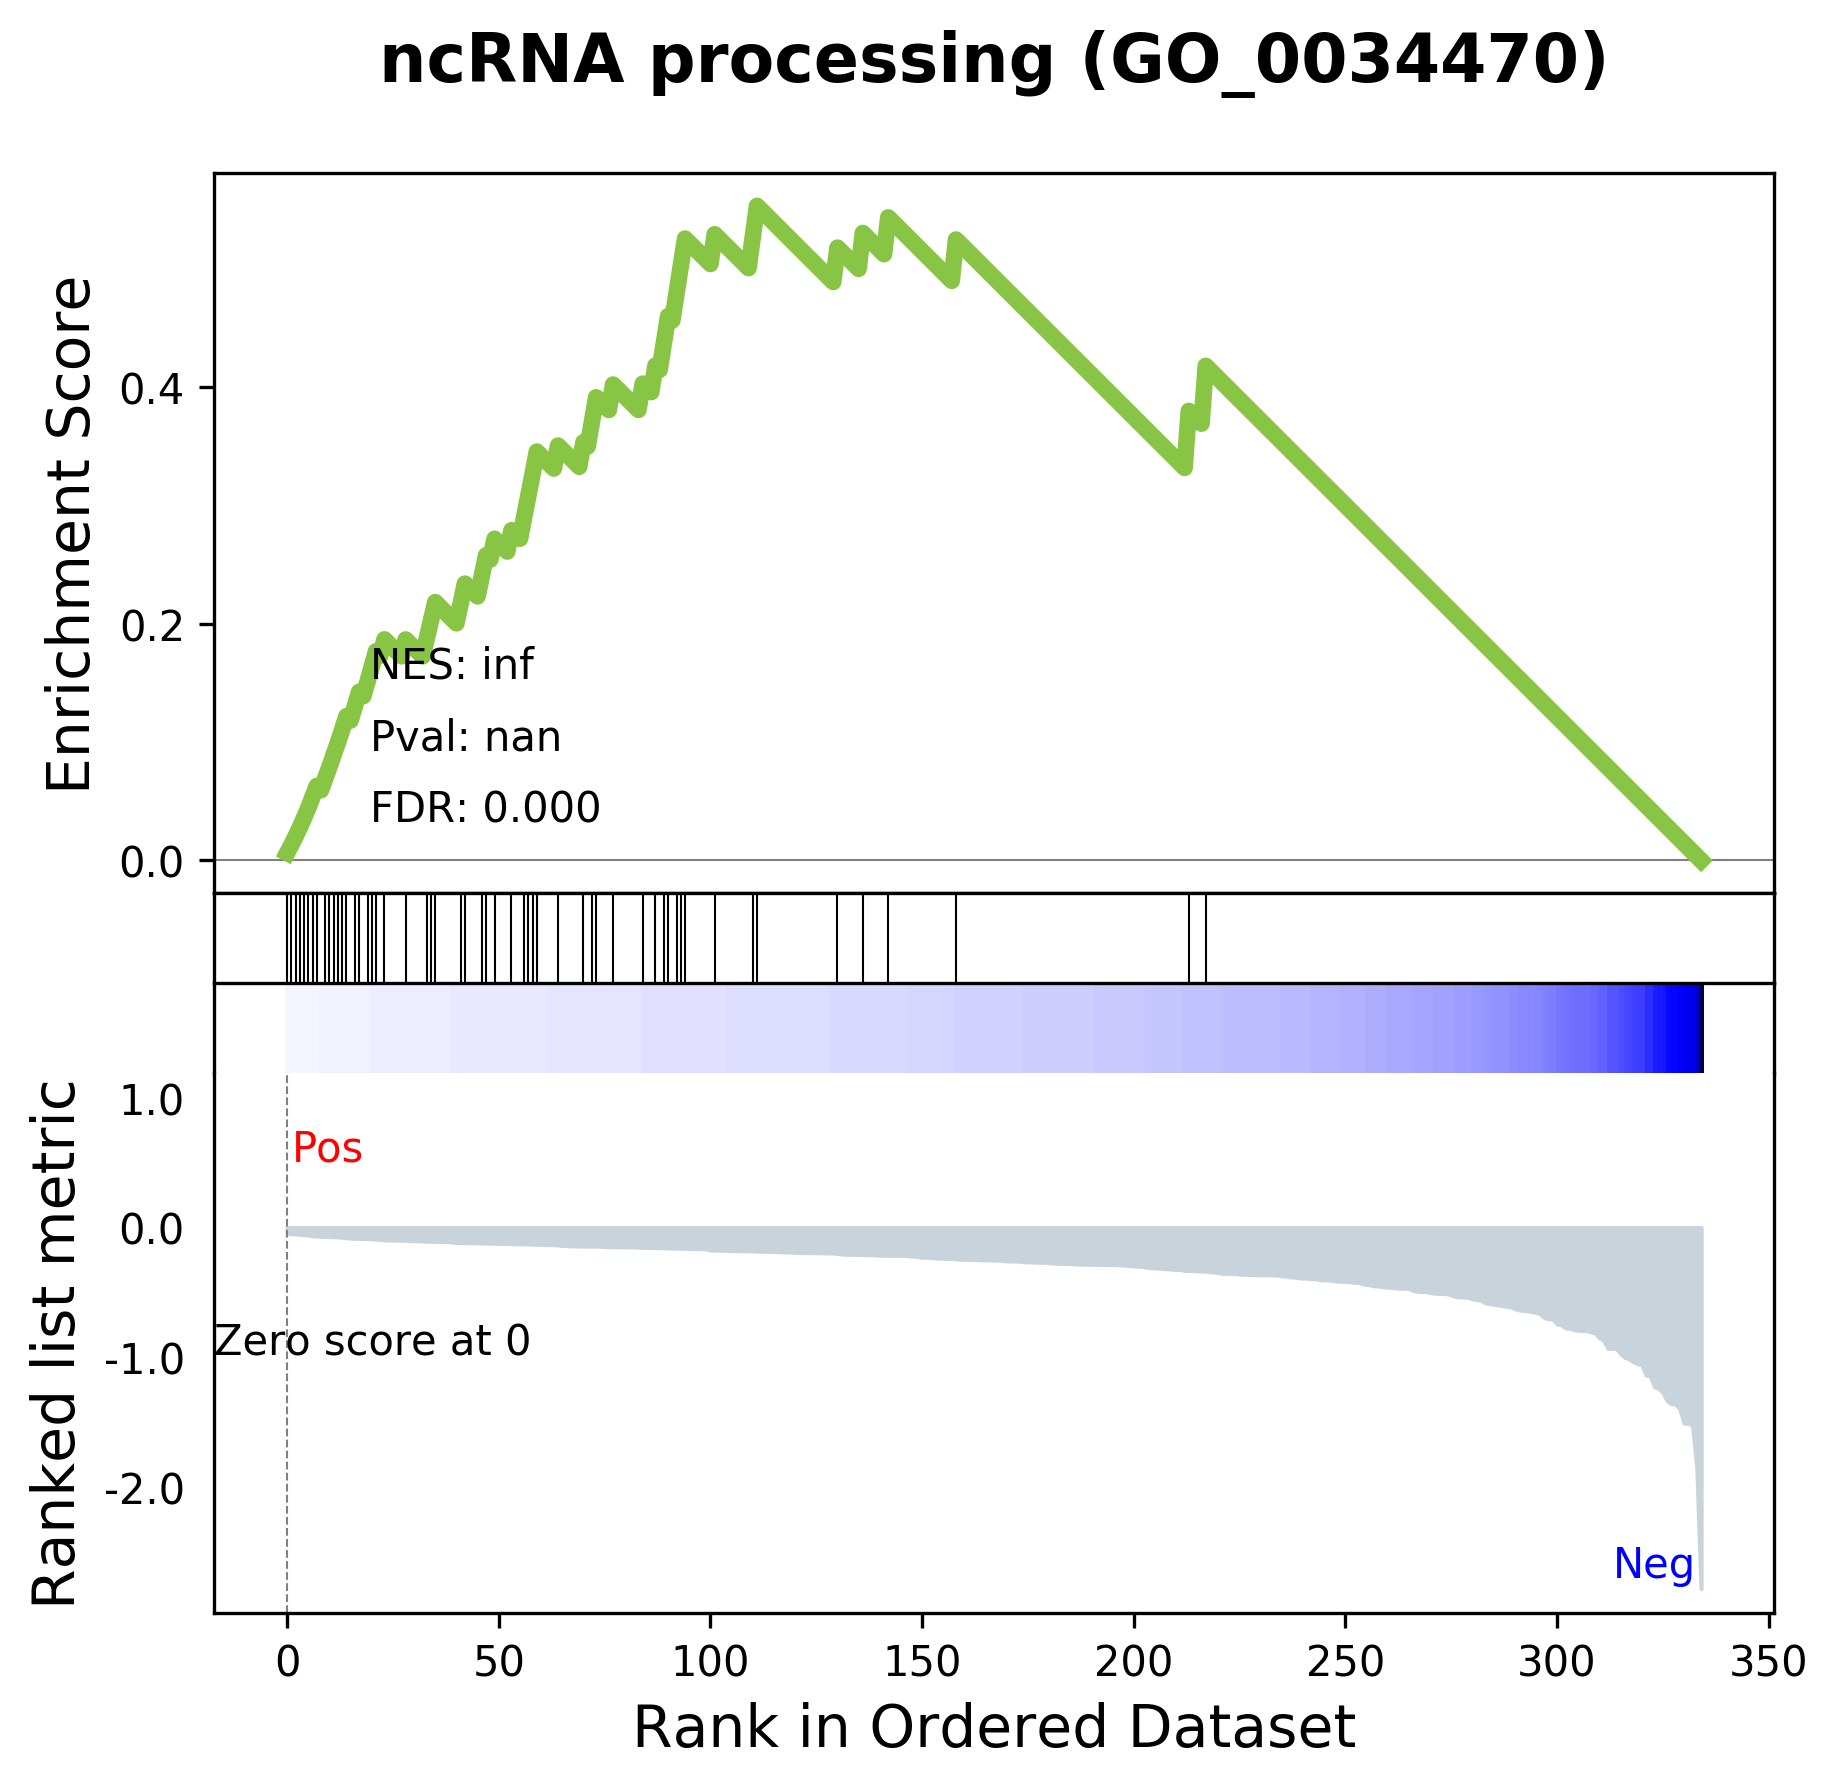 ncRNA processing (GO_0034470)
Enrichment Score
0.4
0.2
0.0
NES: inf
Pval: nan
FDR: 0.000
Ranked list metric
1.0
0.0
-1.0
-2.0
Pos
Zero score at 0
Neg
0 50 100 150 200 250 300 350
Rank in Ordered Dataset